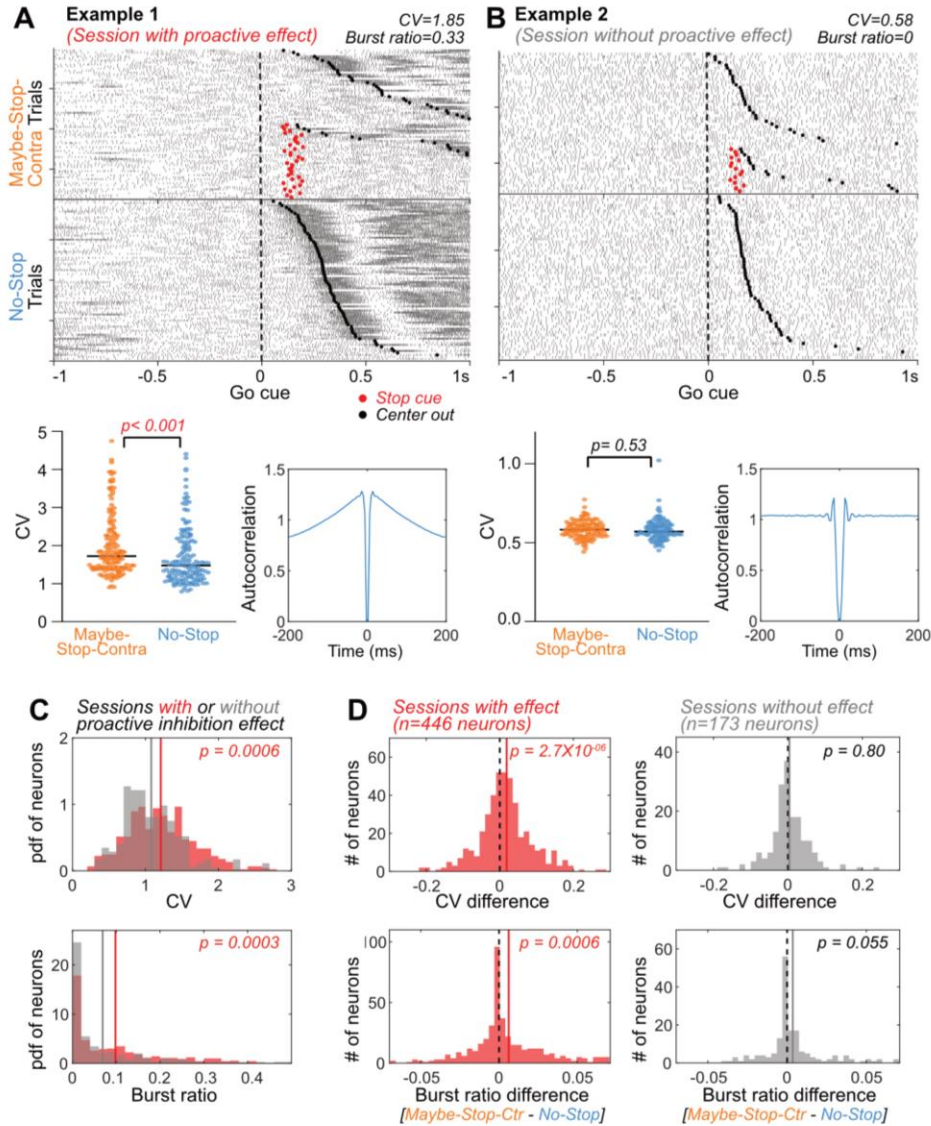 A
Example 1
(Session with proactive effect)
CV=1.85
Burst ratio=0.33
Maybe-Stop-
Contra Trials
No-Stop
Trials
-1 -0.5 0 0.5 1s
Go cue
Stop cue
Center out
B
Example 2
(Session without proactive effect)
CV=0.58
Burst ratio=0
-1 -0.5 0 0.5 1s
Go cue
p< 0.001
CV
5
4
3
2
1
0
Maybe-
Stop-Contra
No-Stop
Autocorrelation
1.5
1
0.5
0
-200 0 200
Time (ms)
p= 0.53
CV
1.0
0.5
0.0
Maybe-
Stop-Contra
No-Stop
Autocorrelation
1.5
1
0.5
0
-200 0 200
Time (ms)
C
Sessions with or without
proactive inhibition effect
p = 0.0006
pdf of neurons
2
1
0
0 1 2 3
CV
p = 0.0003
pdf of neurons
20
10
0
0 0.1 0.2 0.4
Burst ratio
D
Sessions with effect
(n=446 neurons)
p = 2.7X10-06
# of neurons
60
40
20
0
-0.2 0 0.2
CV difference
p = 0.0006
# of neurons
100
50
0
-0.05 0 0.05
Burst ratio difference
[Maybe-Stop-Ctr - No-Stop]
Sessions without effect
(n=173 neurons)
p = 0.80
# of neurons
40
20
0
-0.2 0 0.2
CV difference
p = 0.055
# of neurons
60
40
20
0
-0.05 0 0.05
Burst ratio difference
[Maybe-Stop-Ctr - No-Stop]